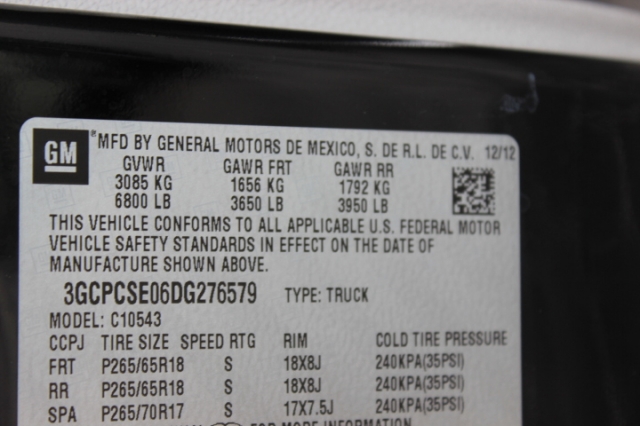 GM
MFD BY GENERAL MOTORS DE MEXICO, S. DE R.L. DE C.V. 12/12
GVWR GAWR FRT GAWR RR
3085 KG 1656 KG 1792 KG
6800 LB 3650 LB 3950 LB
THIS VEHICLE CONFORMS TO ALL APPLICABLE U.S. FEDERAL MOTOR
VEHICLE SAFETY STANDARDS IN EFFECT ON THE DATE OF
MANUFACTURE SHOWN ABOVE.
3GCPCSE06DG276579 TYPE: TRUCK
MODEL: C10543
CCPJ TIRE SIZE SPEED RTG RIM COLD TIRE PRESSURE
FRT P265/65R18 S 18X8J 240KPA(35PSI)
RR P265/65R18 S 18X8J 240KPA(35PSI)
SPA P265/70R17 S 17X7.5J 240KPA(35PSI)
FOR MORE INFORMATION